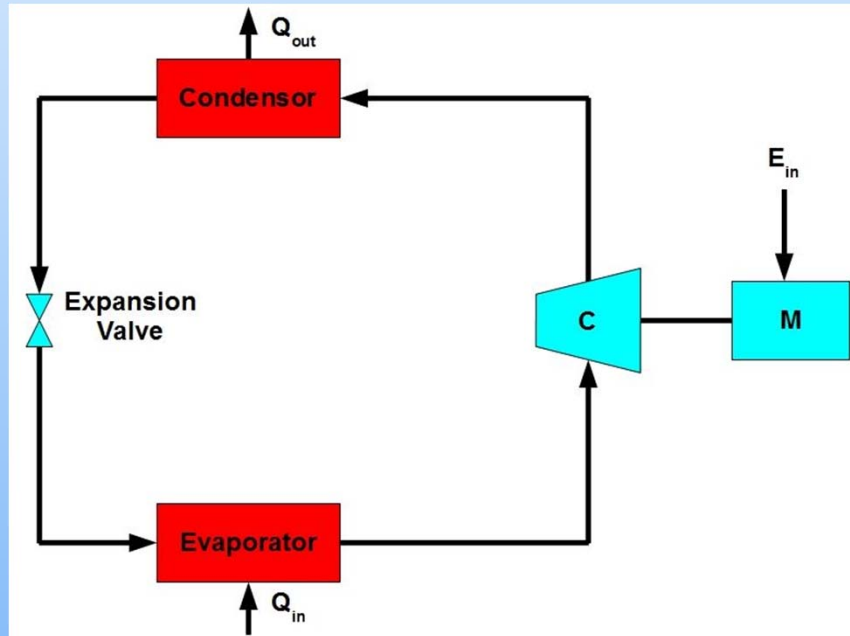 Qout
Condensor
Ein
Expansion
Valve
C
M
Evaporator
Qin